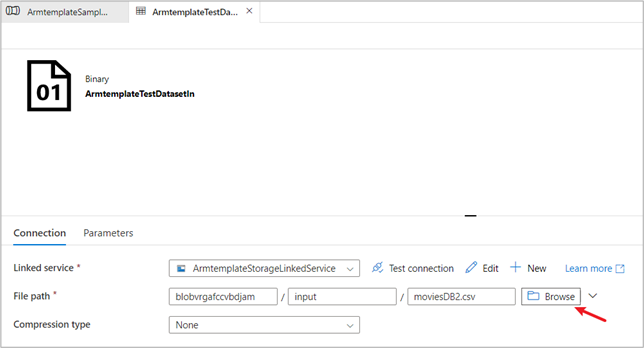 ArmtemplateSampl...
ArmtemplateTestDa... ×
01
Binary
ArmtemplateTestDatasetIn
Connection Parameters
Linked service * ArmtemplateStorageLinkedService Test connection Edit New Learn more
File path * blobvrgafccvbdjam / input / moviesDB2.csv Browse
Compression type None